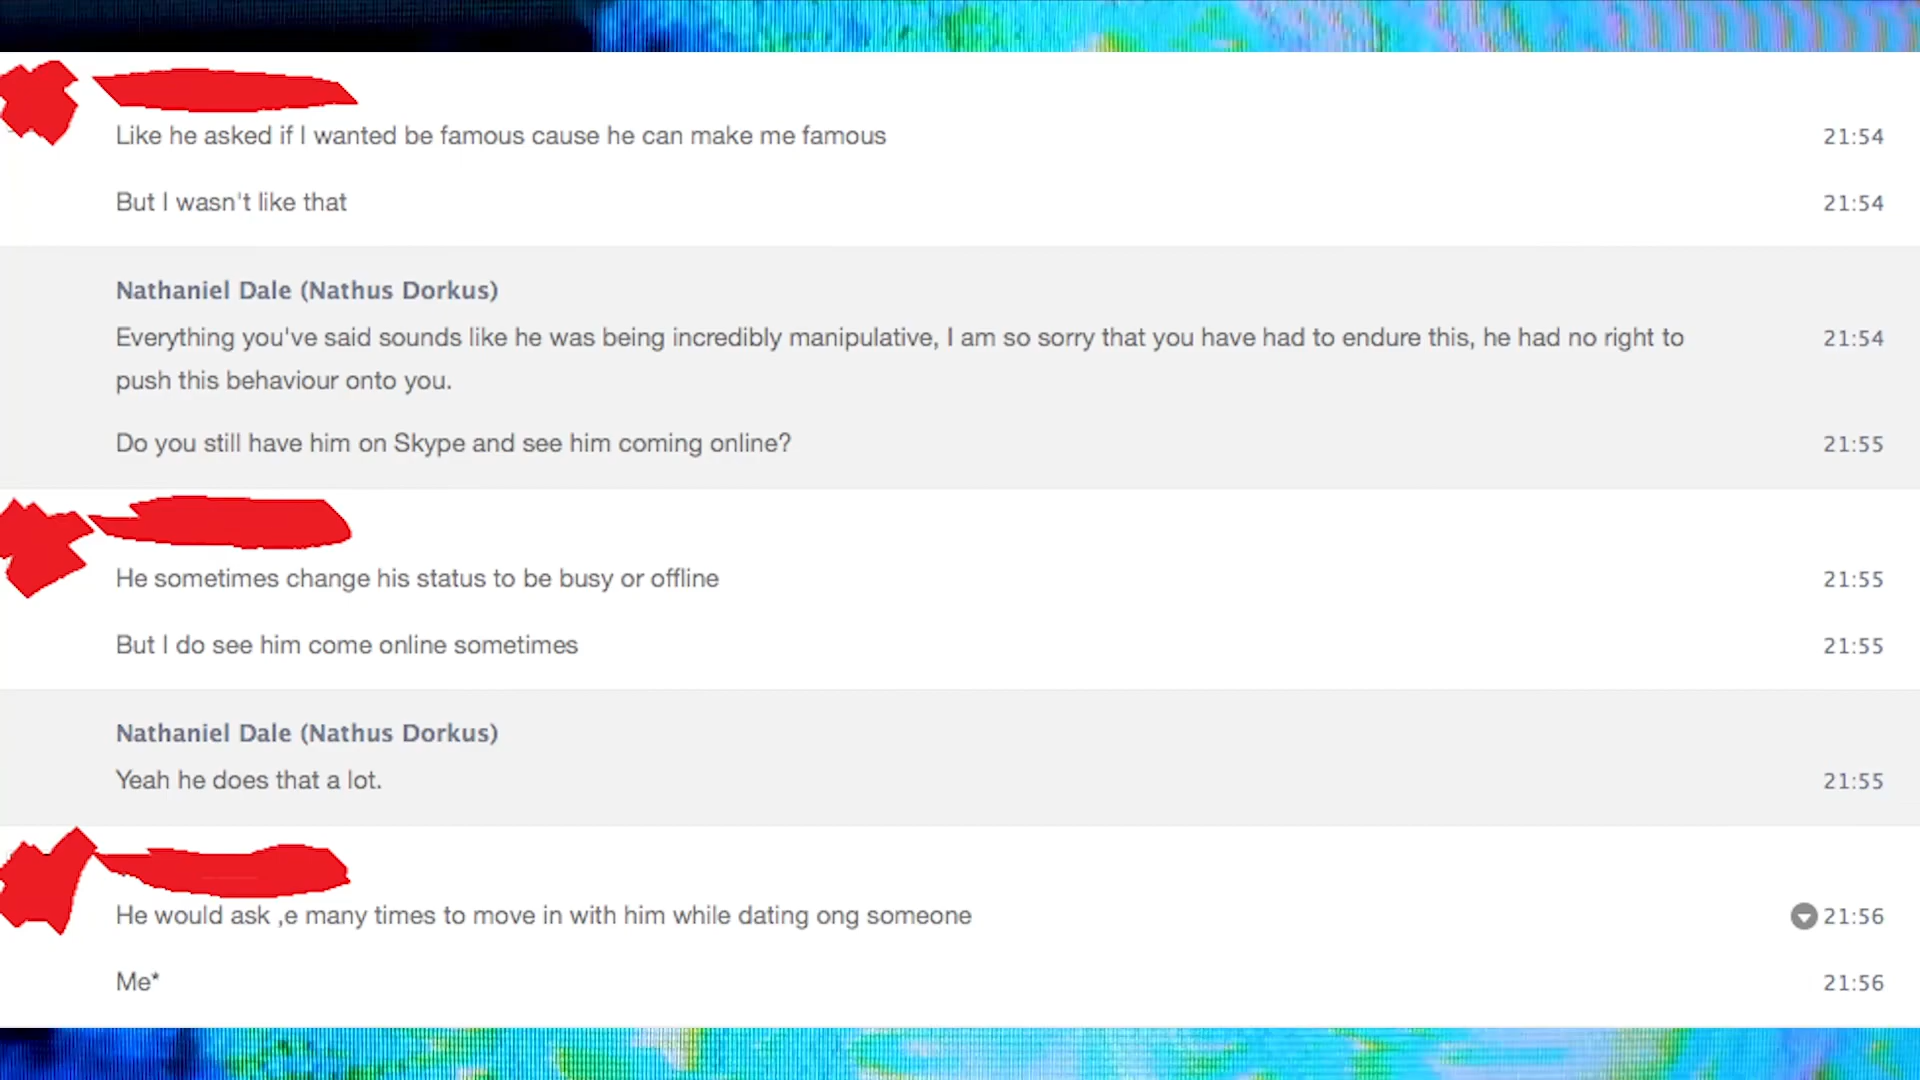 Like he asked if I wanted be famous cause he can make me famous 21:54
But I wasn't like that 21:54
Nathaniel Dale (Nathus Dorkus)
Everything you've said sounds like he was being incredibly manipulative, I am so sorry that you have had to endure this, he had no right to 21:54
push this behaviour onto you.
Do you still have him on Skype and see him coming online? 21:55
He sometimes change his status to be busy or offline 21:55
But I do see him come online sometimes 21:55
Nathaniel Dale (Nathus Dorkus)
Yeah he does that a lot. 21:55
He would ask ,e many times to move in with him while dating ong someone 21:56
Me* 21:56